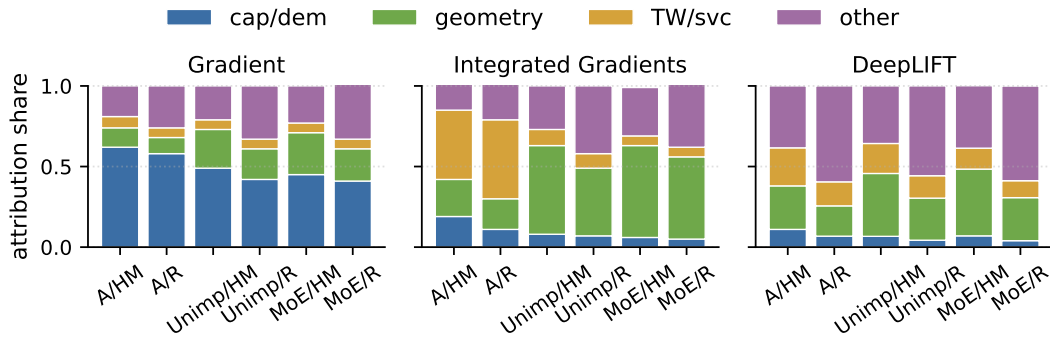 cap/dem geometry TW/svc other
Gradient Integrated Gradients DeepLIFT
attribution share
1.0
0.5
0.0
A/HM A/R Unimp/HM Unimp/R MoE/HM MoE/R
A/HM A/R Unimp/HM Unimp/R MoE/HM MoE/R
A/HM A/R Unimp/HM Unimp/R MoE/HM MoE/R